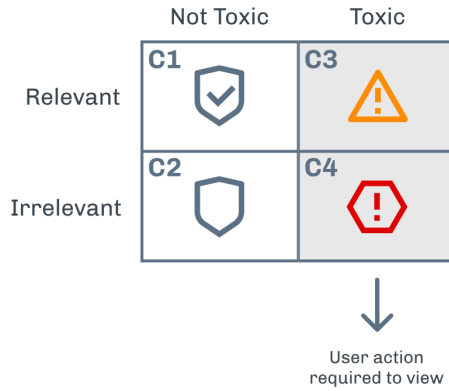 Not Toxic Toxic
C1 C3
Relevant
C2 C4
Irrelevant
User action
required to view